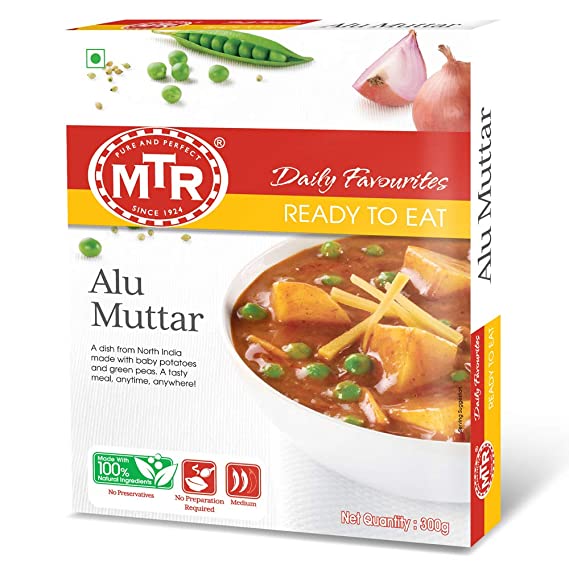 PURE AND PERFECT
MTR®
SINCE 1924
Daily Favourites
READY TO EAT
Alu
Muttar
A dish from North India
made with baby potatoes
and green peas. A tasty
meal, anytime, anywhere!
Made With
100%
Natural Ingredients
No Preservatives
No Preparation
Required
Medium
Net Quantity : 300g
Serving Suggestion
Alu Muttar
Daily Favourites
READY TO EAT
MTR